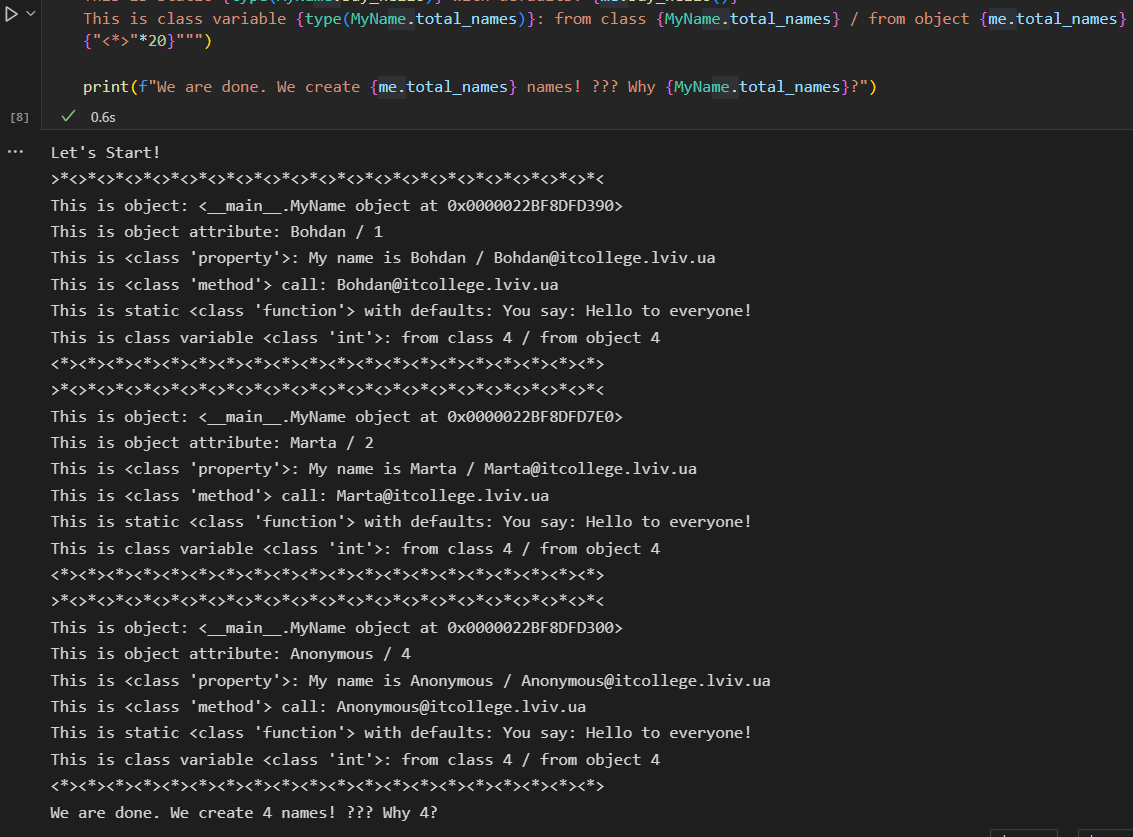 This is static {type(MyName.say_hello)} with defaults: {me.say_hello()}
This is class variable {type(MyName.total_names)}: from class {MyName.total_names} / from object {me.total_names}
{"<*>"*20}""")
print(f"We are done. We create {me.total_names} names! ??? Why {MyName.total_names}?")
[8]
0.6s
Let's Start!
>*<>*<>*<>*<>*<>*<>*<>*<>*<>*<>*<>*<>*<>*<>*<>*<>*<>*<>*<>*<
This is object: <__main__.MyName object at 0x0000022BF8DFD390>
This is object attribute: Bohdan / 1
This is <class 'property'>: My name is Bohdan / Bohdan@itcollege.lviv.ua
This is <class 'method'> call: Bohdan@itcollege.lviv.ua
This is static <class 'function'> with defaults: You say: Hello to everyone!
This is class variable <class 'int'>: from class 4 / from object 4
<*><*><*><*><*><*><*><*><*><*><*><*><*><*><*><*><*><*><*><*>
>*<>*<>*<>*<>*<>*<>*<>*<>*<>*<>*<>*<>*<>*<>*<>*<>*<>*<>*<>*<
This is object: <__main__.MyName object at 0x0000022BF8DFD7E0>
This is object attribute: Marta / 2
This is <class 'property'>: My name is Marta / Marta@itcollege.lviv.ua
This is <class 'method'> call: Marta@itcollege.lviv.ua
This is static <class 'function'> with defaults: You say: Hello to everyone!
This is class variable <class 'int'>: from class 4 / from object 4
<*><*><*><*><*><*><*><*><*><*><*><*><*><*><*><*><*><*><*><*>
>*<>*<>*<>*<>*<>*<>*<>*<>*<>*<>*<>*<>*<>*<>*<>*<>*<>*<>*<>*<
This is object: <__main__.MyName object at 0x0000022BF8DFD300>
This is object attribute: Anonymous / 4
This is <class 'property'>: My name is Anonymous / Anonymous@itcollege.lviv.ua
This is <class 'method'> call: Anonymous@itcollege.lviv.ua
This is static <class 'function'> with defaults: You say: Hello to everyone!
This is class variable <class 'int'>: from class 4 / from object 4
<*><*><*><*><*><*><*><*><*><*><*><*><*><*><*><*><*><*><*><*>
We are done. We create 4 names! ??? Why 4?